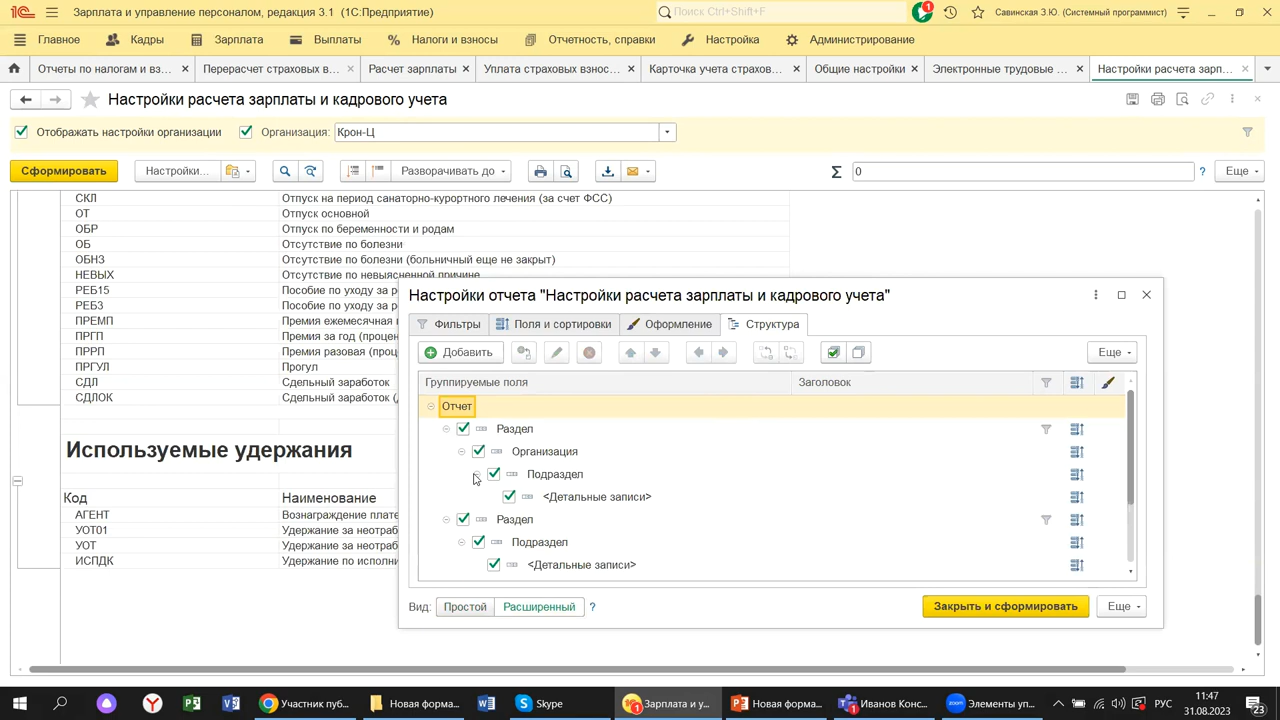 Зарплата и управление персоналом, редакция 3.1 (1С:Предприятие)
Поиск Ctrl+Shift+F
Савинская З.Ю. (Системный программист)
Главное
Кадры
Зарплата
Выплаты
Налоги и взносы
Отчетность, справки
Настройка
Администрирование
Отчеты по налогам и вз...
Перерасчет страховых в...
Расчет зарплаты
Уплата страховых взнос...
Карточка учета страхов...
Общие настройки
Электронные трудовые ...
Настройки расчета зарп...
Настройки расчета зарплаты и кадрового учета
Отображать настройки организации
Организация:
Крон-Ц
Сформировать
Настройки...
Разворачивать до
Σ
0
?
Еще
СКЛ Отпуск на период санаторно-курортного лечения (за счет ФСС)
ОТ Отпуск основной
ОБР Отпуск по беременности и родам
ОБ Отсутствие по болезни
ОБНЗ Отсутствие по болезни (больничный еще не закрыт)
НЕВЫХ Отсутствие по невыясненной причине
РЕБ15 Пособие по уходу за р
РЕБ3 Пособие по уходу за р
ПРЕМП Премия ежемесячная п
ПРГП Премия за год (процен
ПРРП Премия разовая (проц
ПРГУЛ Прогул
СДЛ Сдельный заработок
СДЛОК Сдельный заработок (
Используемые удержания
Код Наименование
АГЕНТ Вознаграждение плате
УОТ01 Удержание за неотраб
УОТ Удержание за неотраб
ИСПДК Удержание по исполни
Настройки отчета "Настройки расчета зарплаты и кадрового учета"
Фильтры
Поля и сортировки
Оформление
Структура
Добавить
Еще
Группируемые поля
Заголовок
Отчет
Раздел
Организация
Подраздел
<Детальные записи>
Раздел
Подраздел
<Детальные записи>
Вид:
Простой
Расширенный
?
Закрыть и сформировать
Еще
Участник пуб...
Новая форма...
Skype
Зарплата и у...
Новая форма...
Иванов Конс...
Элементы уп...
РУС
11:47
31.08.2023
23